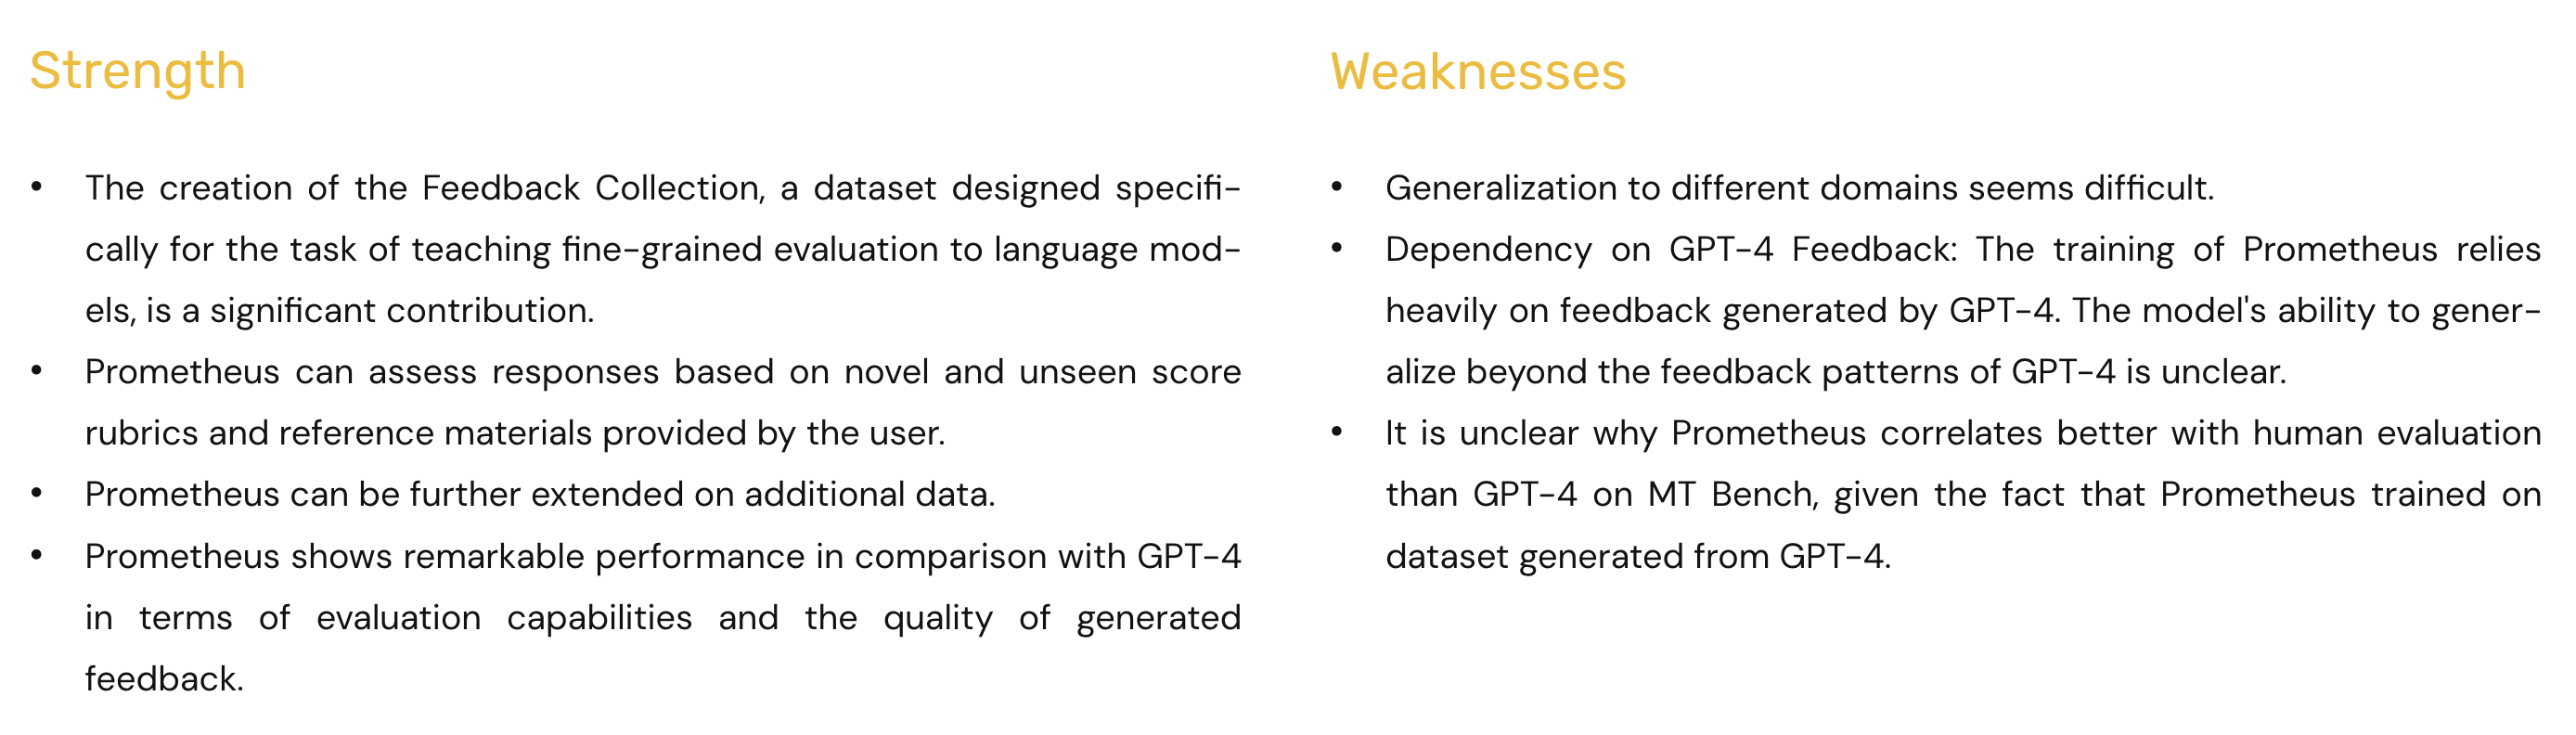 Strength
• The creation of the Feedback Collection, a dataset designed specifi-
cally for the task of teaching fine-grained evaluation to language mod-
els, is a significant contribution.
• Prometheus can assess responses based on novel and unseen score
rubrics and reference materials provided by the user.
• Prometheus can be further extended on additional data.
• Prometheus shows remarkable performance in comparison with GPT-4
in terms of evaluation capabilities and the quality of generated
feedback.
Weaknesses
• Generalization to different domains seems difficult.
• Dependency on GPT-4 Feedback: The training of Prometheus relies
heavily on feedback generated by GPT-4. The model's ability to gener-
alize beyond the feedback patterns of GPT-4 is unclear.
• It is unclear why Prometheus correlates better with human evaluation
than GPT-4 on MT Bench, given the fact that Prometheus trained on
dataset generated from GPT-4.